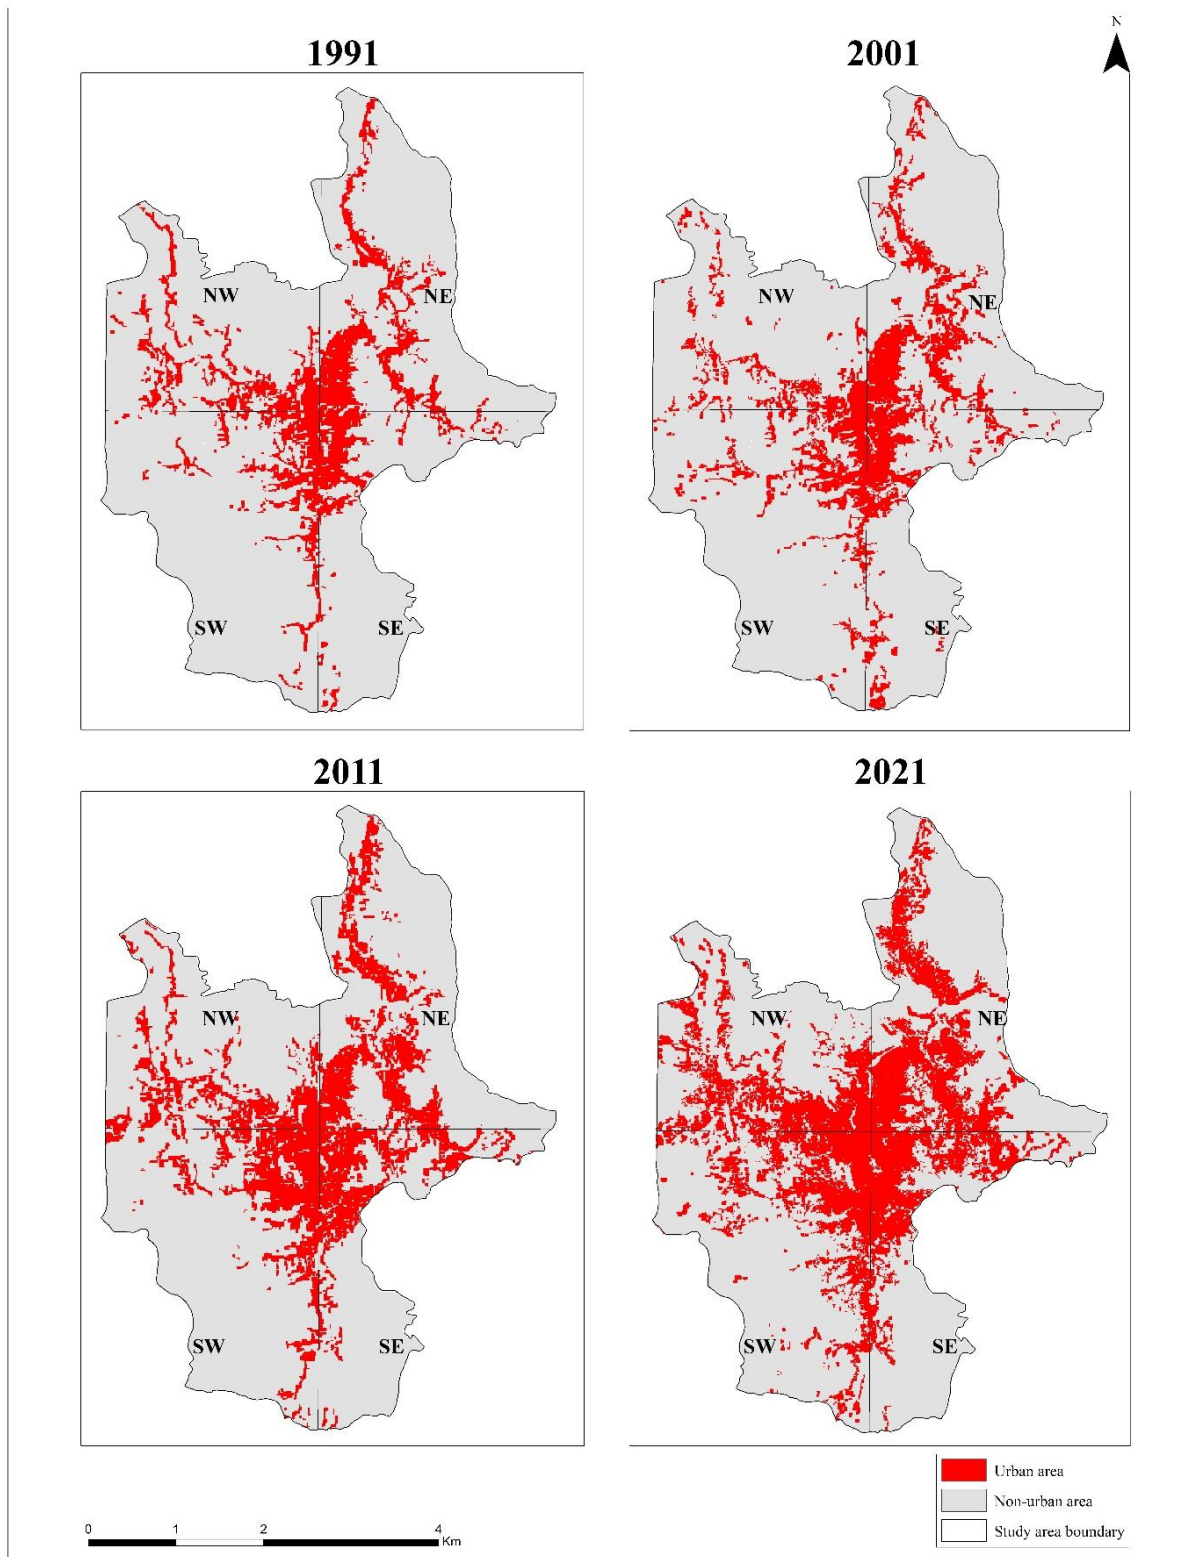 N
1991
2001
NW
NE
SW
SE
NW
NE
SW
SE
2011
2021
NW
NE
SW
SE
NW
NE
SW
SE
Urban area
Non-urban area
Study area boundary
0 1 2 4
Km